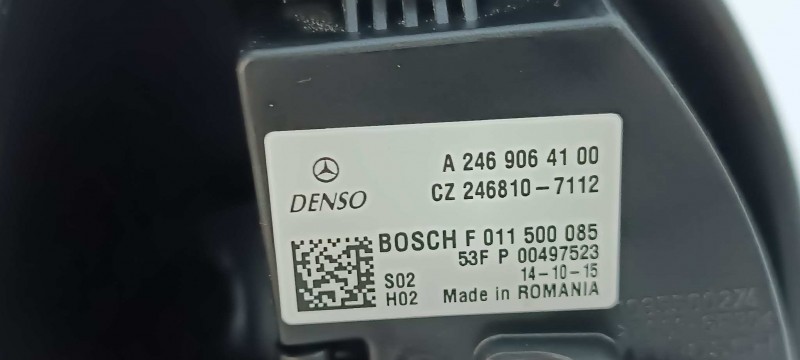 A 246 906 41 00
DENSO
CZ 246810-7112
BOSCH F 011 500 085
53F P 00497523
14-10-15
S02
H02
Made in ROMANIA